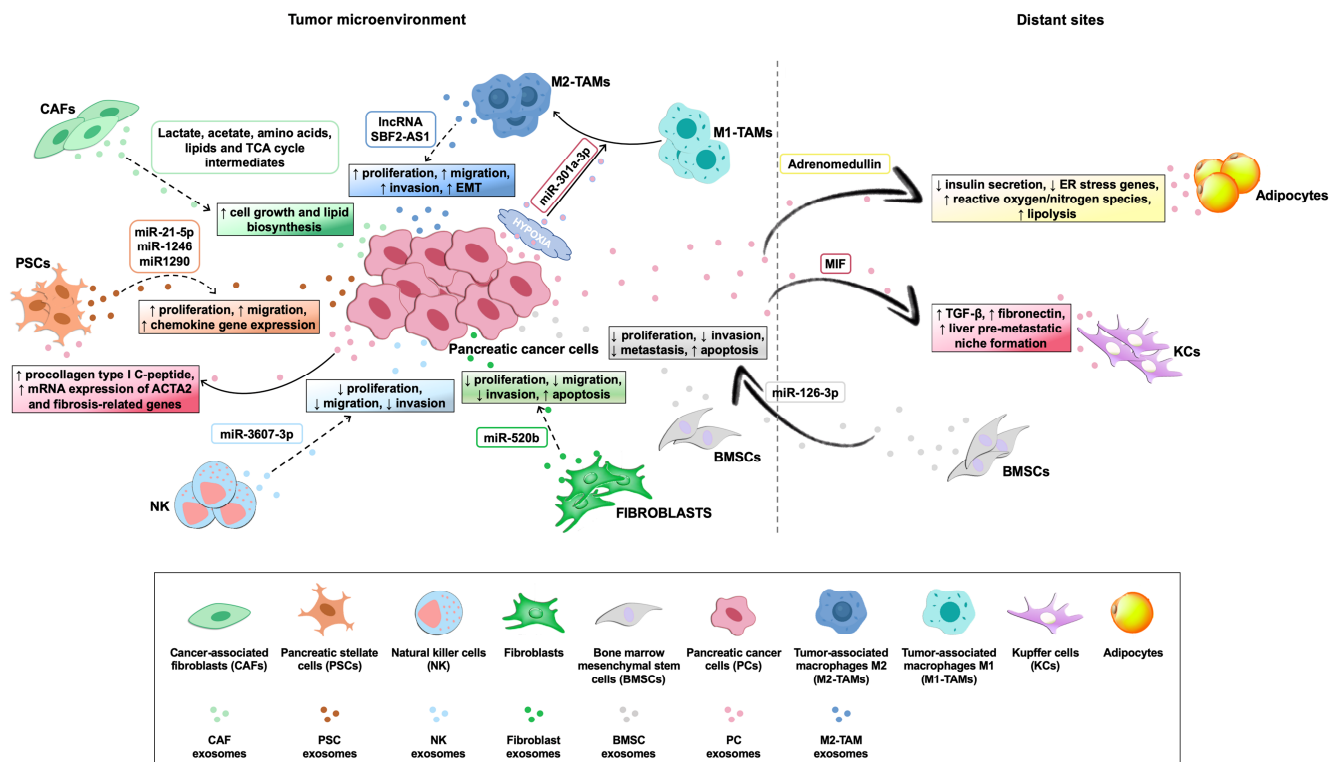 Tumor microenvironment
Distant sites
CAFs
Lactate, acetate, amino acids,
lipids and TCA cycle
intermediates
↑ cell growth and lipid
biosynthesis
lncRNA
SBF2-AS1
M2-TAMs
↑ proliferation, ↑ migration,
↑ invasion, ↑ EMT
miR-301a-3p
HYPOXIA
M1-TAMs
Adrenomedullin
↓ insulin secretion, ↓ ER stress genes,
↑ reactive oxygen/nitrogen species,
↑ lipolysis
Adipocytes
PSCs
miR-21-5p
miR-1246
miR1290
↑ proliferation, ↑ migration,
↑ chemokine gene expression
MIF
↑ TGF-β, ↑ fibronectin,
↑ liver pre-metastatic
niche formation
KCs
Pancreatic cancer cells
↓ proliferation, ↓ invasion,
↓ metastasis, ↑ apoptosis
↑ procollagen type I C-peptide,
↑ mRNA expression of ACTA2
and fibrosis-related genes
↓ proliferation,
↓ migration, ↓ invasion
↓ proliferation, ↓ migration,
↓ invasion, ↑ apoptosis
miR-126-3p
miR-3607-3p
miR-520b
BMSCs
BMSCs
NK
FIBROBLASTS
Cancer-associated
fibroblasts (CAFs)
Pancreatic stellate
cells (PSCs)
Natural killer cells
(NK)
Fibroblasts
Bone marrow
mesenchymal stem
cells (BMSCs)
Pancreatic cancer
cells (PCs)
Tumor-associated
macrophages M2
(M2-TAMs)
Tumor-associated
macrophages M1
(M1-TAMs)
Kupffer cells
(KCs)
Adipocytes
CAF
exosomes
PSC
exosomes
NK
exosomes
Fibroblast
exosomes
BMSC
exosomes
PC
exosomes
M2-TAM
exosomes